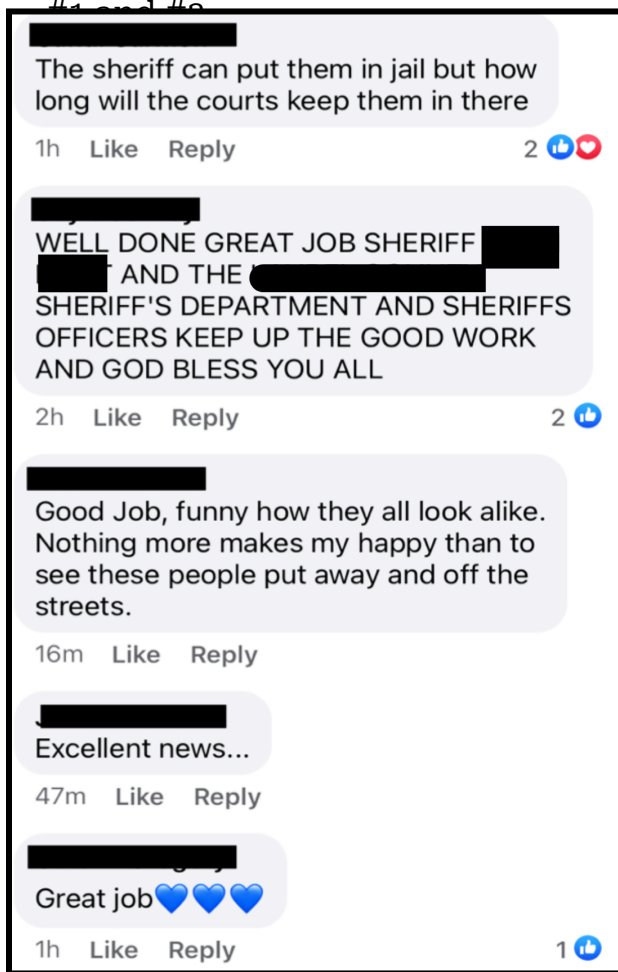 #1 and #2
The sheriff can put them in jail but how
long will the courts keep them in there
1h Like Reply 2
WELL DONE GREAT JOB SHERIFF
AND THE
SHERIFF'S DEPARTMENT AND SHERIFFS
OFFICERS KEEP UP THE GOOD WORK
AND GOD BLESS YOU ALL
2h Like Reply 2
Good Job, funny how they all look alike.
Nothing more makes my happy than to
see these people put away and off the
streets.
16m Like Reply
Excellent news...
47m Like Reply
Great job💙💙💙
1h Like Reply 1